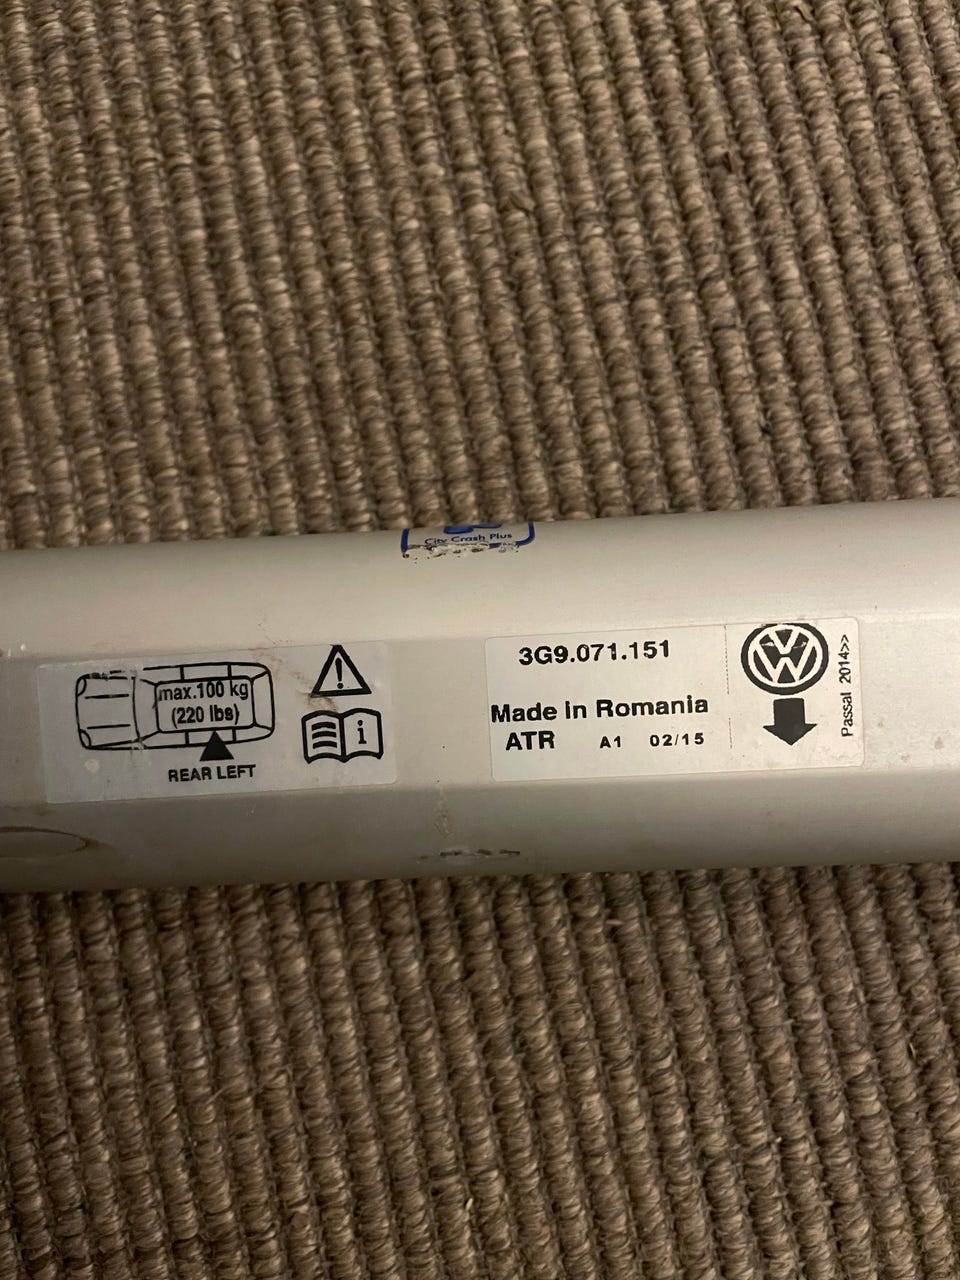 City Crash Plus
max.100 kg
(220 lbs)
REAR LEFT
i
3G9.071.151
Made in Romania
ATR A1 02/15
VW
Passat 2014>>